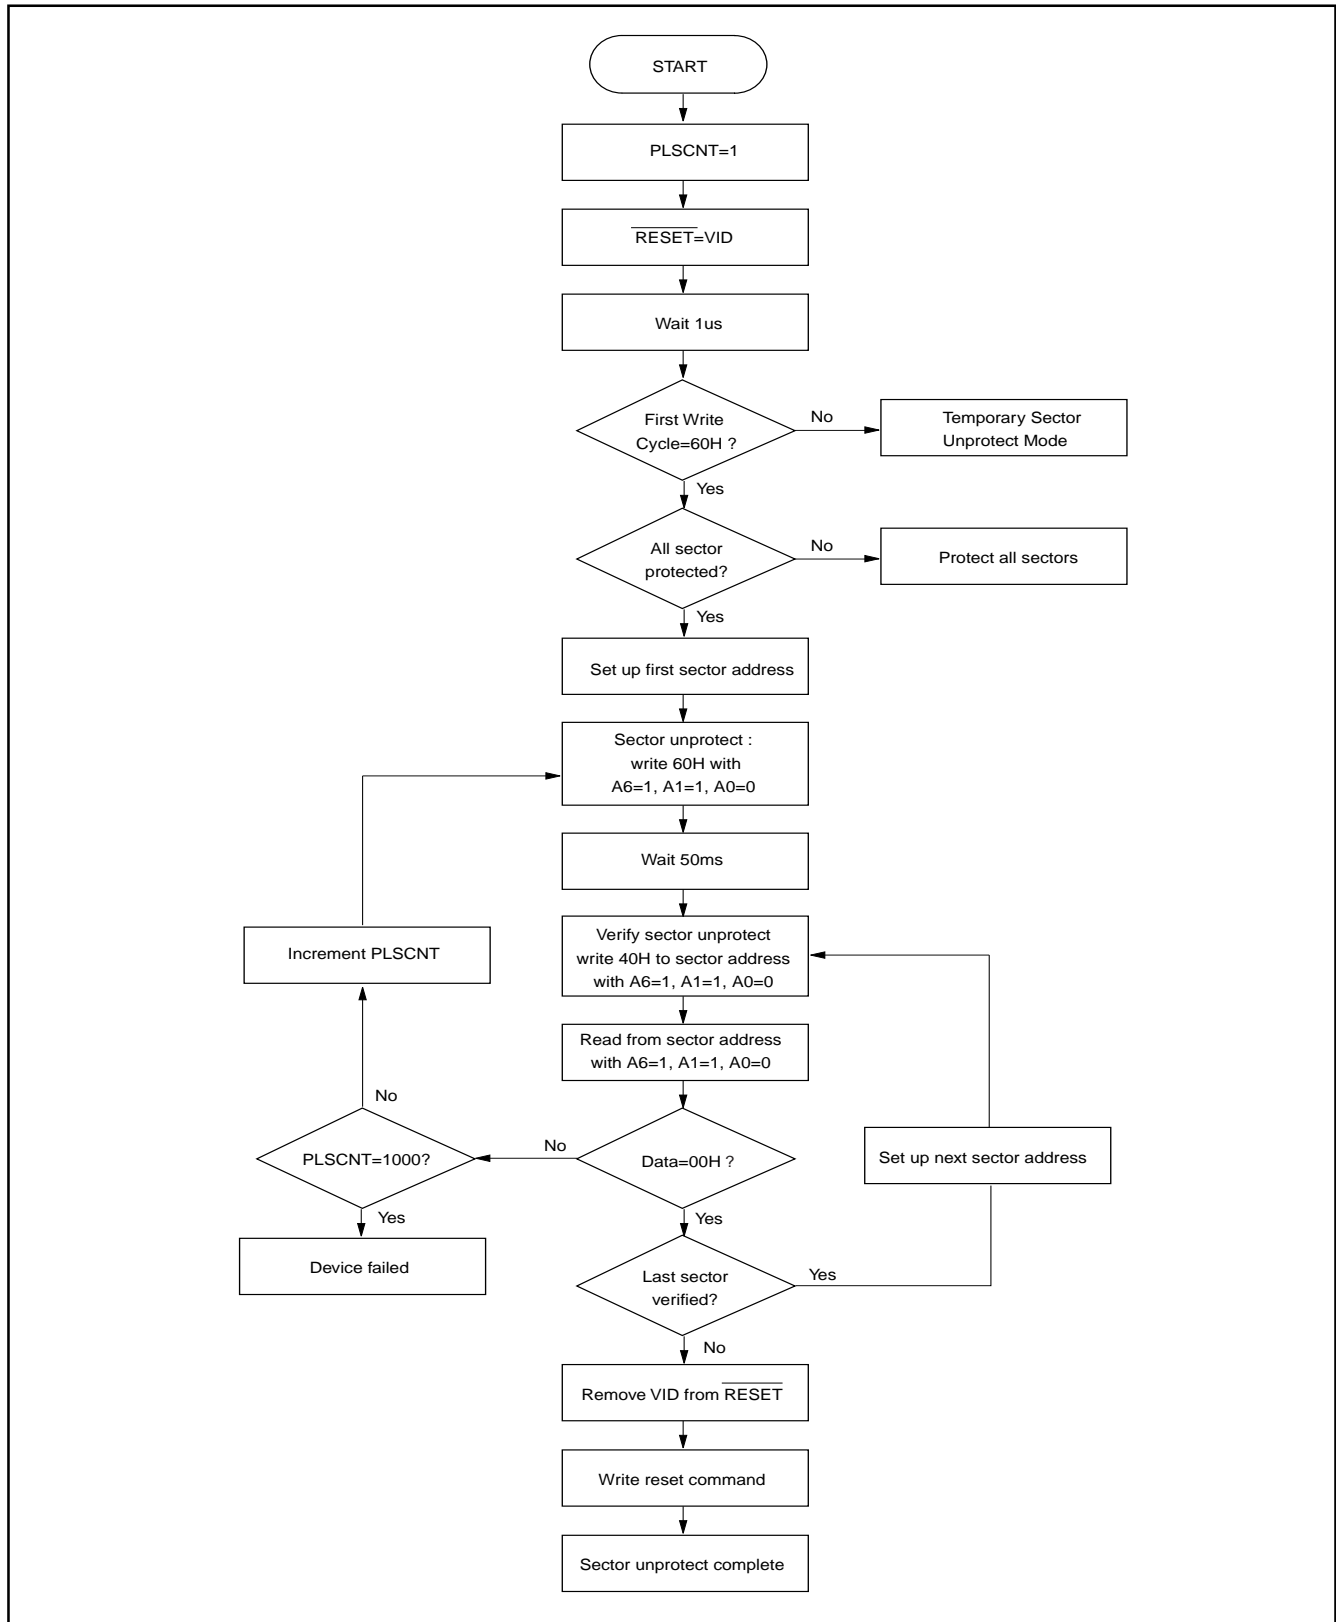 START
PLSCNT=1
RESET=VID
Wait 1us
First Write
Cycle=60H ?
No
Temporary Sector
Unprotect Mode
Yes
All sector
protected?
No
Protect all sectors
Yes
Set up first sector address
Sector unprotect :
write 60H with
A6=1, A1=1, A0=0
Wait 50ms
Increment PLSCNT
Verify sector unprotect
write 40H to sector address
with A6=1, A1=1, A0=0
Read from sector address
with A6=1, A1=1, A0=0
No
PLSCNT=1000?
No
Data=00H ?
Set up next sector address
Yes
Yes
Device failed
Last sector
verified?
Yes
No
Remove VID from RESET
Write reset command
Sector unprotect complete